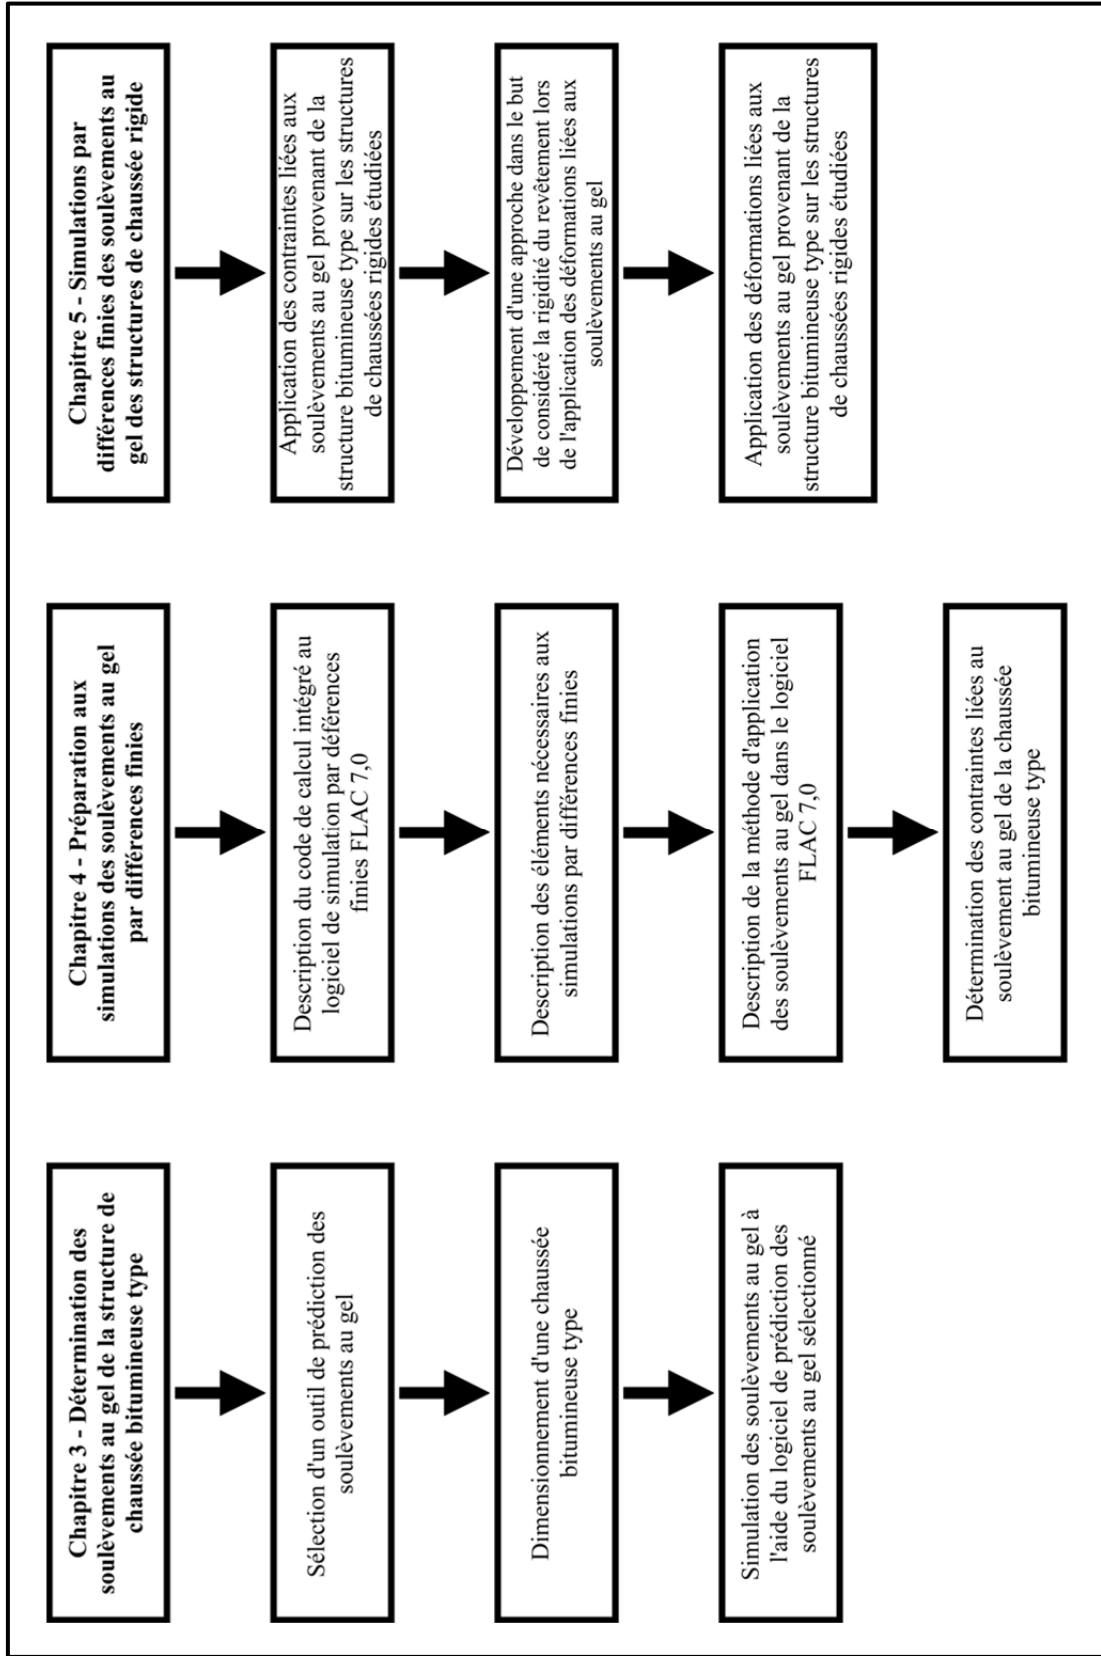 Chapitre 3 - Détermination des
soulèvements au gel de la structure de
chaussée bitumineuse type
Sélection d'un outil de prédiction des
soulèvements au gel
Dimensionnement d'une chaussée
bitumineuse type
Simulation des soulèvements au gel à
l'aide du logiciel de prédiction des
soulèvements au gel sélectionné
Chapitre 4 - Préparation aux
simulations des soulèvements au gel
par différences finies
Description du code de calcul intégré au
logiciel de simulation par déférences
finies FLAC 7,0
Description des éléments nécessaires aux
simulations par différences finies
Description de la méthode d'application
des soulèvements au gel dans le logiciel
FLAC 7,0
Détermination des contraintes liées au
soulèvement au gel de la chaussée
bitumineuse type
Chapitre 5 - Simulations par
différences finies des soulèvements au
gel des structures de chaussée rigide
Application des contraintes liées aux
soulèvements au gel provenant de la
structure bitumineuse type sur les structures
de chaussées rigides étudiées
Développement d'une approche dans le but
de considéré la rigidité du revêtement lors
de l'application des déformations liées aux
soulèvements au gel
Application des déformations liées aux
soulèvements au gel provenant de la
structure bitumineuse type sur les structures
de chaussées rigides étudiées